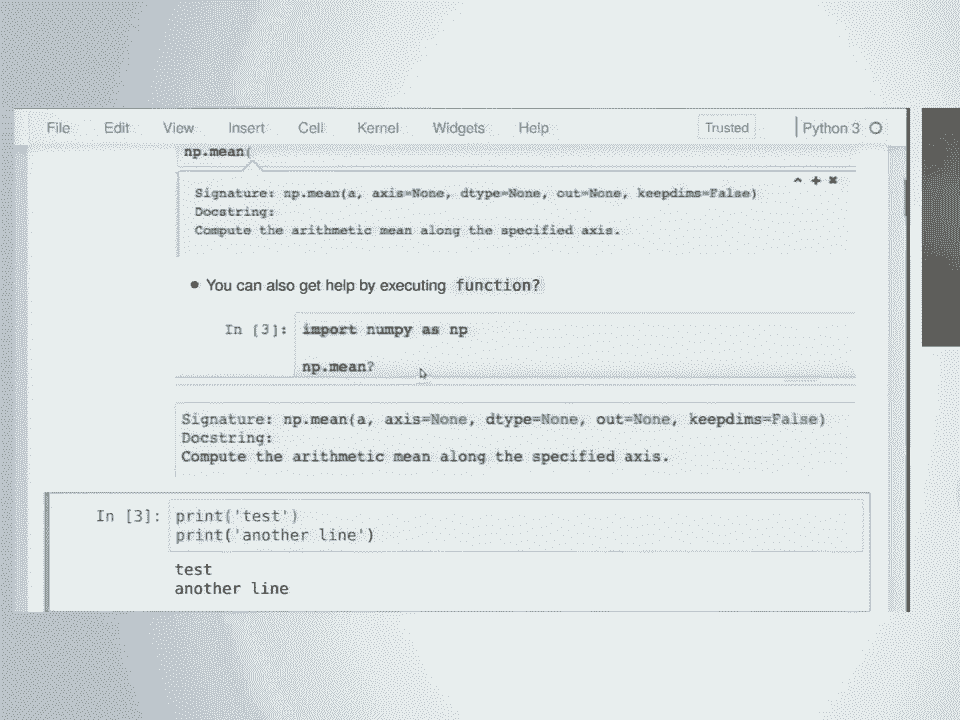 File Edit View Insert Cell Kernel Widgets Help Trusted Python 3
np.mean(
Signature: np.mean(a, axis=None, dtype=None, out=None, keepdims=False)
Docstring:
Compute the arithmetic mean along the specified axis.
You can also get help by executing function?
In [3]: import numpy as np
np.mean?
Signature: np.mean(a, axis=None, dtype=None, out=None, keepdims=False)
Docstring:
Compute the arithmetic mean along the specified axis.
In [3]: print('test')
print('another line')
test
another line